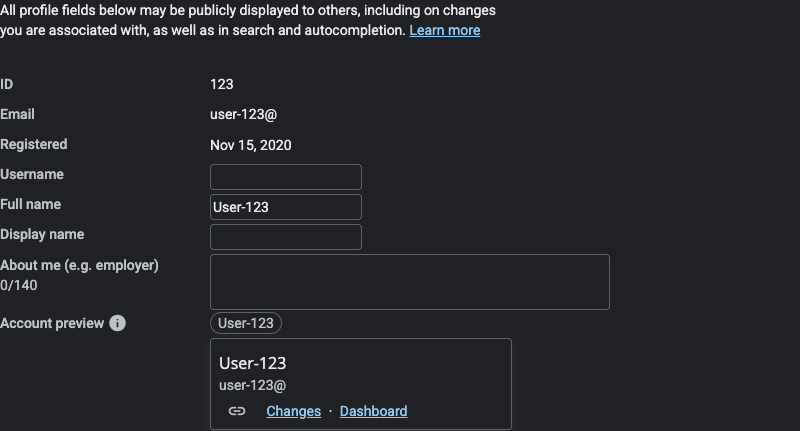 All profile fields below may be publicly displayed to others, including on changes
you are associated with, as well as in search and autocompletion. Learn more
ID 123
Email user-123@
Registered Nov 15, 2020
Username
Full name User-123
Display name
About me (e.g. employer)
0/140
Account preview User-123
User-123
user-123@
Changes · Dashboard